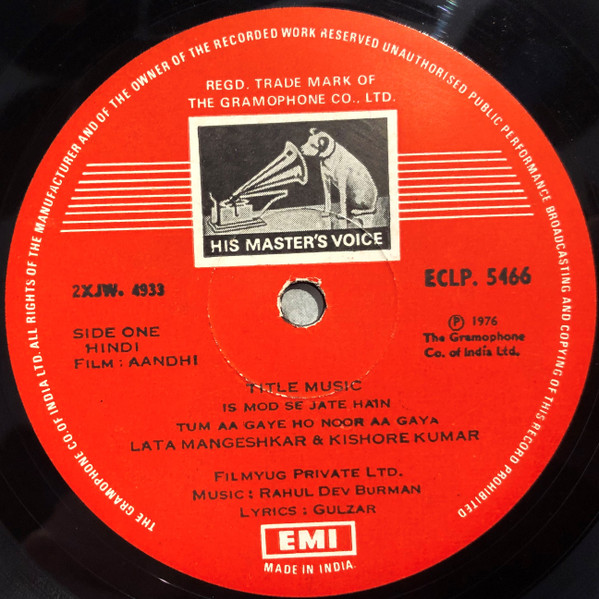 THE GRAMOPHONE CO. OF INDIA LTD. ALL RIGHTS OF THE MANUFACTURER AND OF THE OWNER OF THE RECORDED WORK RESERVED UNAUTHORISED PUBLIC PERFORMANCE BROADCASTING AND COPYING OF THIS RECORD PROHIBITED
REGD. TRADE MARK OF
THE GRAMOPHONE CO., LTD.
HIS MASTER'S VOICE
2XJW. 4933
ECLP. 5466
SIDE ONE
HINDI
FILM : AANDHI
℗ 1976
The Gramophone
Co. of India Ltd.
TITLE MUSIC
IS MOD SE JATE HAIN
TUM AA GAYE HO NOOR AA GAYA
LATA MANGESHKAR & KISHORE KUMAR
FILMYUG PRIVATE LTD.
MUSIC : RAHUL DEV BURMAN
LYRICS : GULZAR
EMI
MADE IN INDIA.